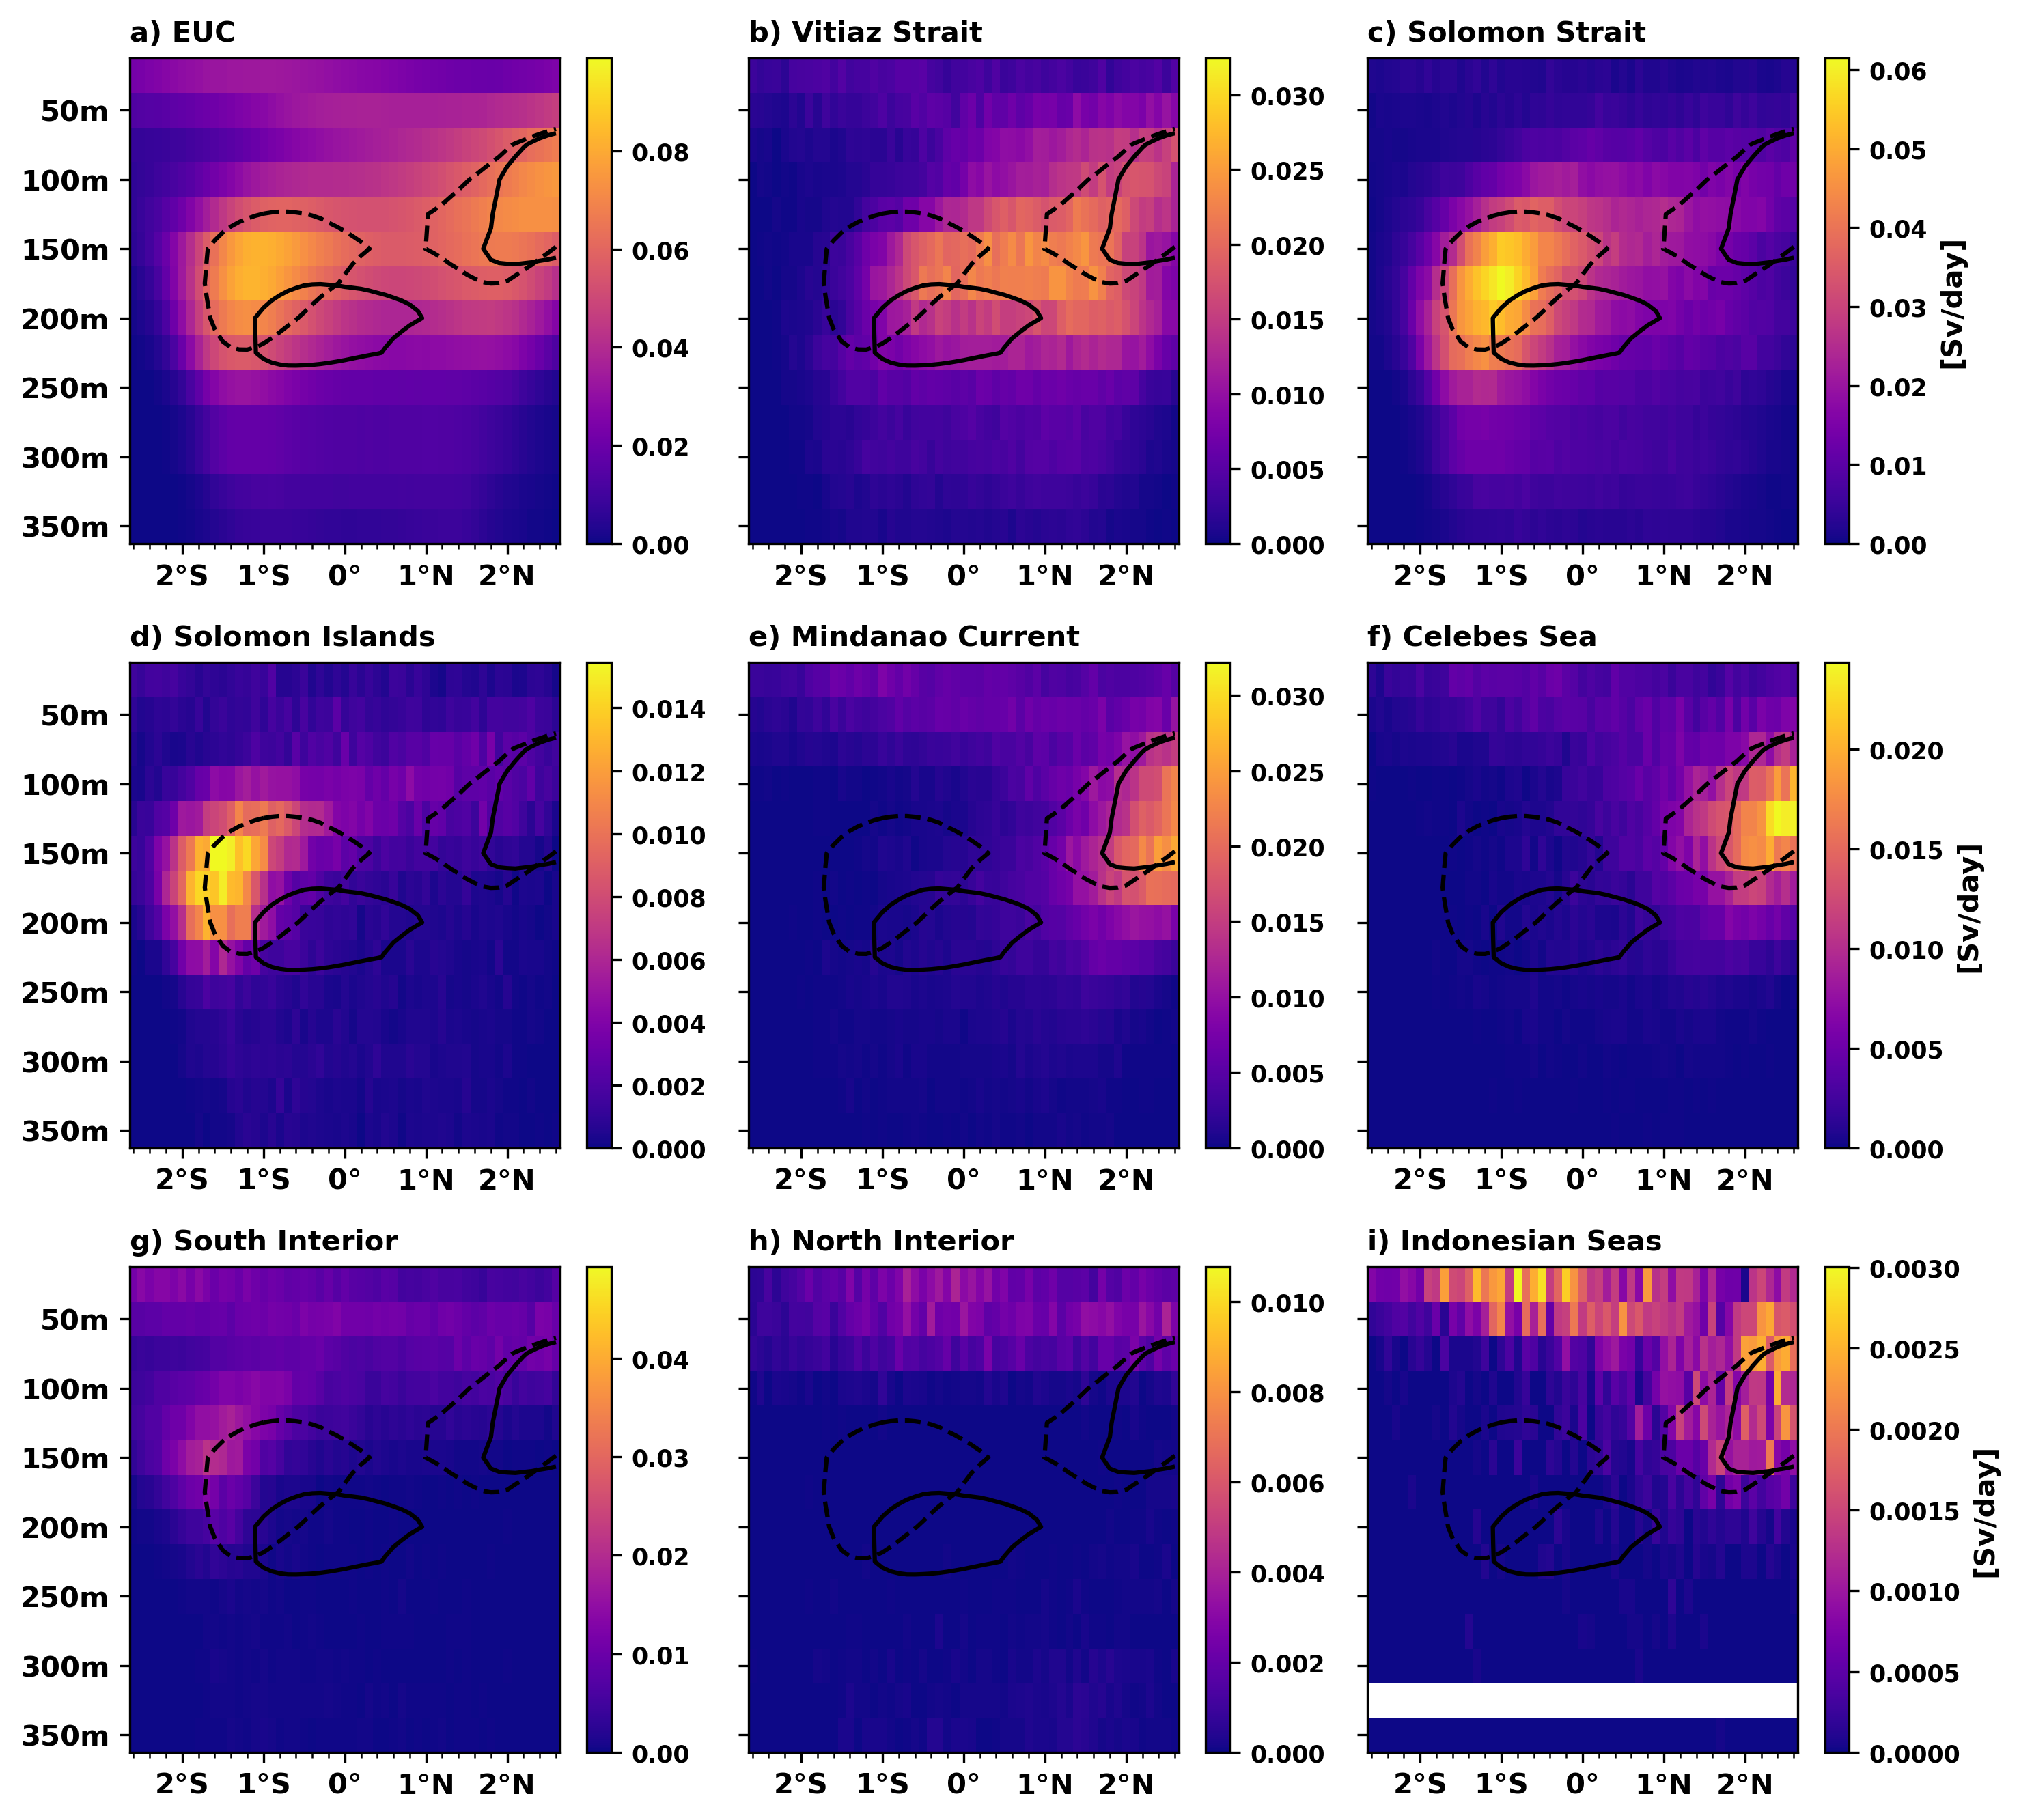 a) EUC
b) Vitiaz Strait
c) Solomon Strait
50m
100m
150m
200m
250m
300m
350m
2°S 1°S 0° 1°N 2°N
0.08
0.06
0.04
0.02
0.00
2°S 1°S 0° 1°N 2°N
0.030
0.025
0.020
0.015
0.010
0.005
0.000
2°S 1°S 0° 1°N 2°N
0.06
0.05
0.04
0.03
0.02
0.01
0.00
[Sv/day]
d) Solomon Islands
e) Mindanao Current
f) Celebes Sea
50m
100m
150m
200m
250m
300m
350m
2°S 1°S 0° 1°N 2°N
0.014
0.012
0.010
0.008
0.006
0.004
0.002
0.000
2°S 1°S 0° 1°N 2°N
0.030
0.025
0.020
0.015
0.010
0.005
0.000
2°S 1°S 0° 1°N 2°N
0.020
0.015
0.010
0.005
0.000
[Sv/day]
g) South Interior
h) North Interior
i) Indonesian Seas
50m
100m
150m
200m
250m
300m
350m
2°S 1°S 0° 1°N 2°N
0.04
0.03
0.02
0.01
0.00
2°S 1°S 0° 1°N 2°N
0.010
0.008
0.006
0.004
0.002
0.000
2°S 1°S 0° 1°N 2°N
0.0030
0.0025
0.0020
0.0015
0.0010
0.0005
0.0000
[Sv/day]